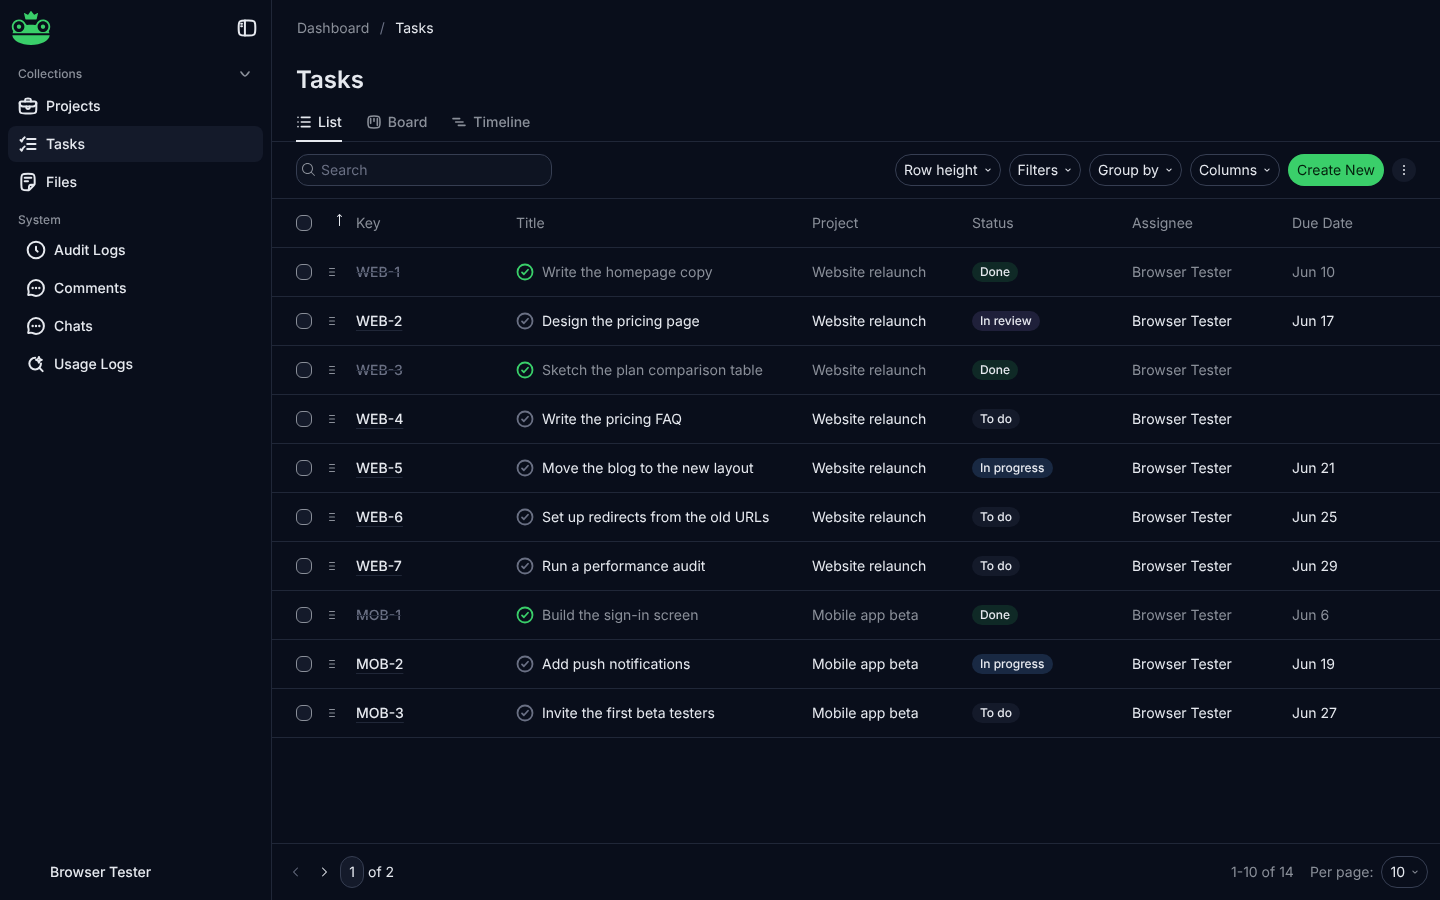 Collections
Projects
Tasks
Files
System
Audit Logs
Comments
Chats
Usage Logs
Browser Tester
Dashboard / Tasks
Tasks
List Board Timeline
Search Row height Filters Group by Columns Create New
Key Title Project Status Assignee Due Date
WEB-1 Write the homepage copy Website relaunch Done Browser Tester Jun 10
WEB-2 Design the pricing page Website relaunch In review Browser Tester Jun 17
WEB-3 Sketch the plan comparison table Website relaunch Done Browser Tester
WEB-4 Write the pricing FAQ Website relaunch To do Browser Tester
WEB-5 Move the blog to the new layout Website relaunch In progress Browser Tester Jun 21
WEB-6 Set up redirects from the old URLs Website relaunch To do Browser Tester Jun 25
WEB-7 Run a performance audit Website relaunch To do Browser Tester Jun 29
MOB-1 Build the sign-in screen Mobile app beta Done Browser Tester Jun 6
MOB-2 Add push notifications Mobile app beta In progress Browser Tester Jun 19
MOB-3 Invite the first beta testers Mobile app beta To do Browser Tester Jun 27
1 of 2 1-10 of 14 Per page: 10